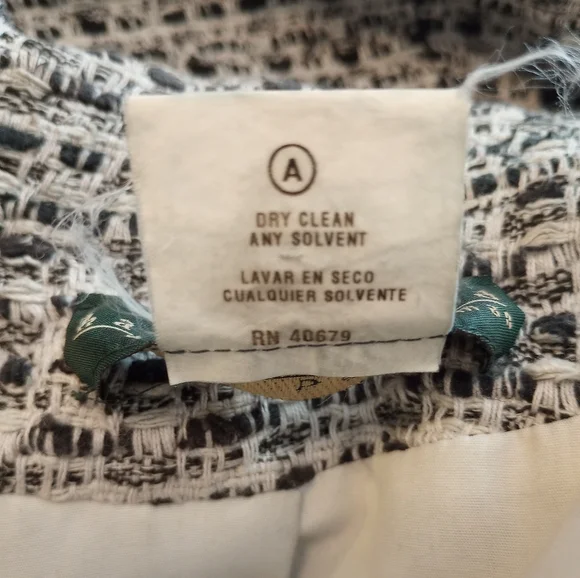 A
DRY CLEAN
ANY SOLVENT
LAVAR EN SECO
CUALQUIER SOLVENTE
RN 40679